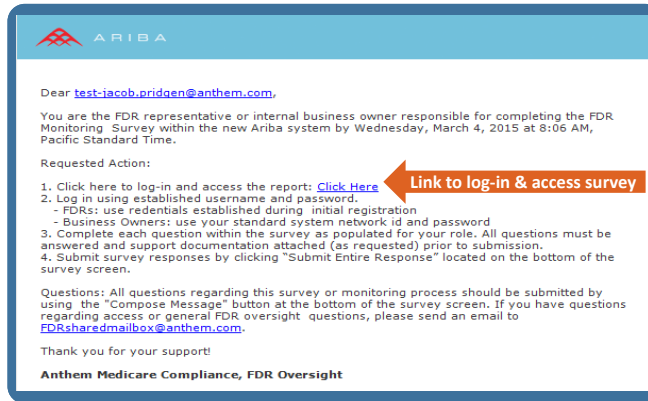 ARIBA
Dear test-jacob.pridgen@anthem.com,
You are the FDR representative or internal business owner responsible for completing the FDR
Monitoring  Survey within the new Ariba system by Wednesday, March 4, 2015 at 8:06 AM,
Pacific Standard Time.
Requested Action:
1. Click here to log-in and access the report: Click Here
Link to log-in & access survey
2. Log in using established username and password.
- FDRs: use redentials established during  initial registration
- Business Owners: use your standard system network id and password
3. Complete each question within the survey as populated for your role. All questions must be
answered and support documentation attached (as requested) prior to submission.
4. Submit survey responses by clicking “Submit Entire Response” located on the bottom of the
survey screen.
Questions: All questions regarding this survey or monitoring process should be submitted by
using  the "Compose Message" button at the bottom of the survey screen. If you have questions
regarding access or general FDR oversight  questions, please send an email to
FDRsharedmailbox@anthem.com.
Thank you for your support!
Anthem Medicare Compliance, FDR Oversight